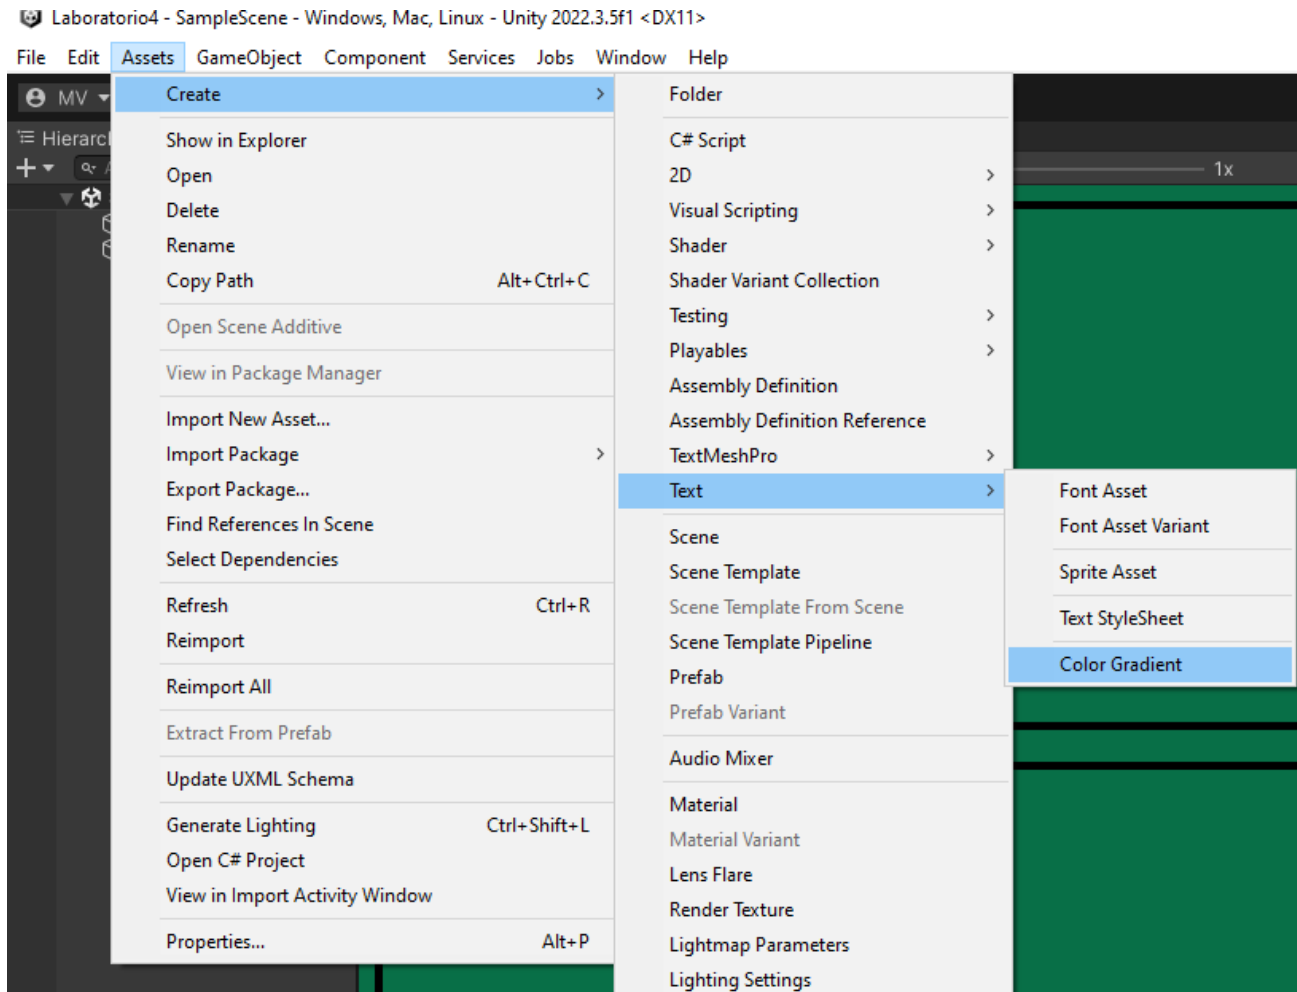 Laboratorio4 - SampleScene - Windows, Mac, Linux - Unity 2022.3.5f1 <DX11>
File Edit Assets GameObject Component Services Jobs Window Help
MV
Hierarc
1x
Create
Show in Explorer
Open
Delete
Rename
Copy Path Alt+Ctrl+C
Open Scene Additive
View in Package Manager
Import New Asset...
Import Package
Export Package...
Find References In Scene
Select Dependencies
Refresh Ctrl+R
Reimport
Reimport All
Extract From Prefab
Update UXML Schema
Generate Lighting Ctrl+Shift+L
Open C# Project
View in Import Activity Window
Properties... Alt+P
Folder
C# Script
2D
Visual Scripting
Shader
Shader Variant Collection
Testing
Playables
Assembly Definition
Assembly Definition Reference
TextMeshPro
Text
Scene
Scene Template
Scene Template From Scene
Scene Template Pipeline
Prefab
Prefab Variant
Audio Mixer
Material
Material Variant
Lens Flare
Render Texture
Lightmap Parameters
Lighting Settings
Font Asset
Font Asset Variant
Sprite Asset
Text StyleSheet
Color Gradient